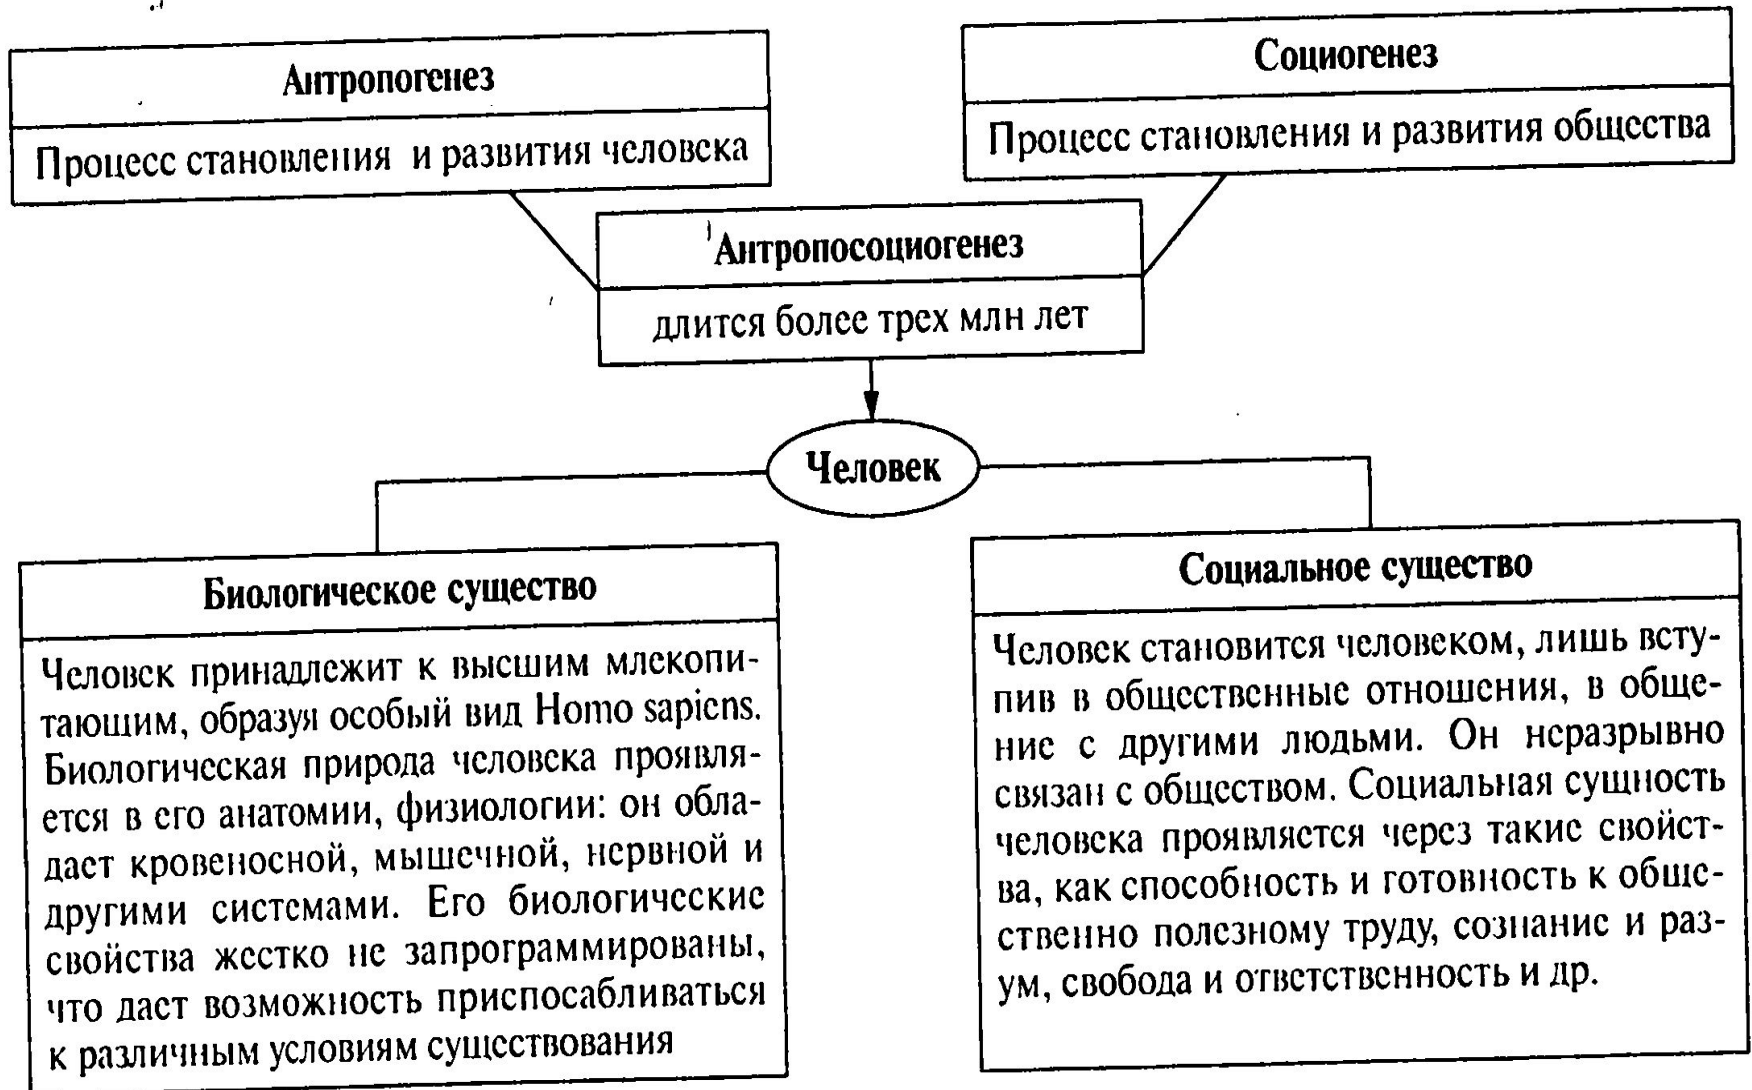 Антропогенез
Процесс становления и развития человека
Социогенез
Процесс становления и развития общества
Антропосоциогенез
длится более трех млн лет
Человек
Биологическое существо
Человек принадлежит к высшим млекопи-
тающим, образуя особый вид Homo sapiens.
Биологическая природа человека проявля-
ется в его анатомии, физиологии: он обла-
дает кровеносной, мышечной, нервной и
другими системами. Его биологические
свойства жестко не запрограммированы,
что дает возможность приспосабливаться
к различным условиям существования
Социальное существо
Человек становится человеком, лишь всту-
пив в общественные отношения, в обще-
ние с другими людьми. Он неразрывно
связан с обществом. Социальная сущность
человека проявляется через такие свойст-
ва, как способность и готовность к обще-
ственно полезному труду, сознание и раз-
ум, свобода и ответственность и др.